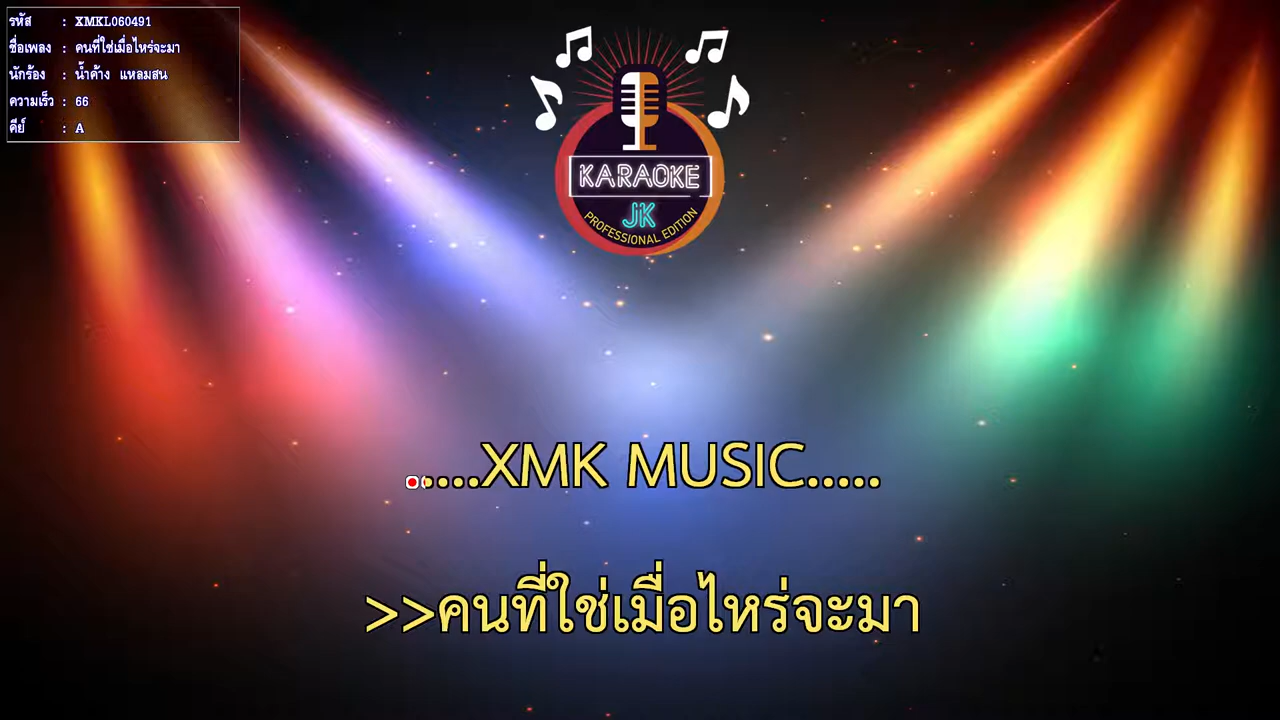 รหัส : XMKL060491
ชื่อเพลง : คนที่ใช่เมื่อไหร่จะมา
นักร้อง : น้ำค้าง แหลมสน
ความเร็ว : 66
คีย์ : A
KARAOKE
JK
PROFESSIONAL EDITION
.....XMK MUSIC.....
>>คนที่ใช่เมื่อไหร่จะมา